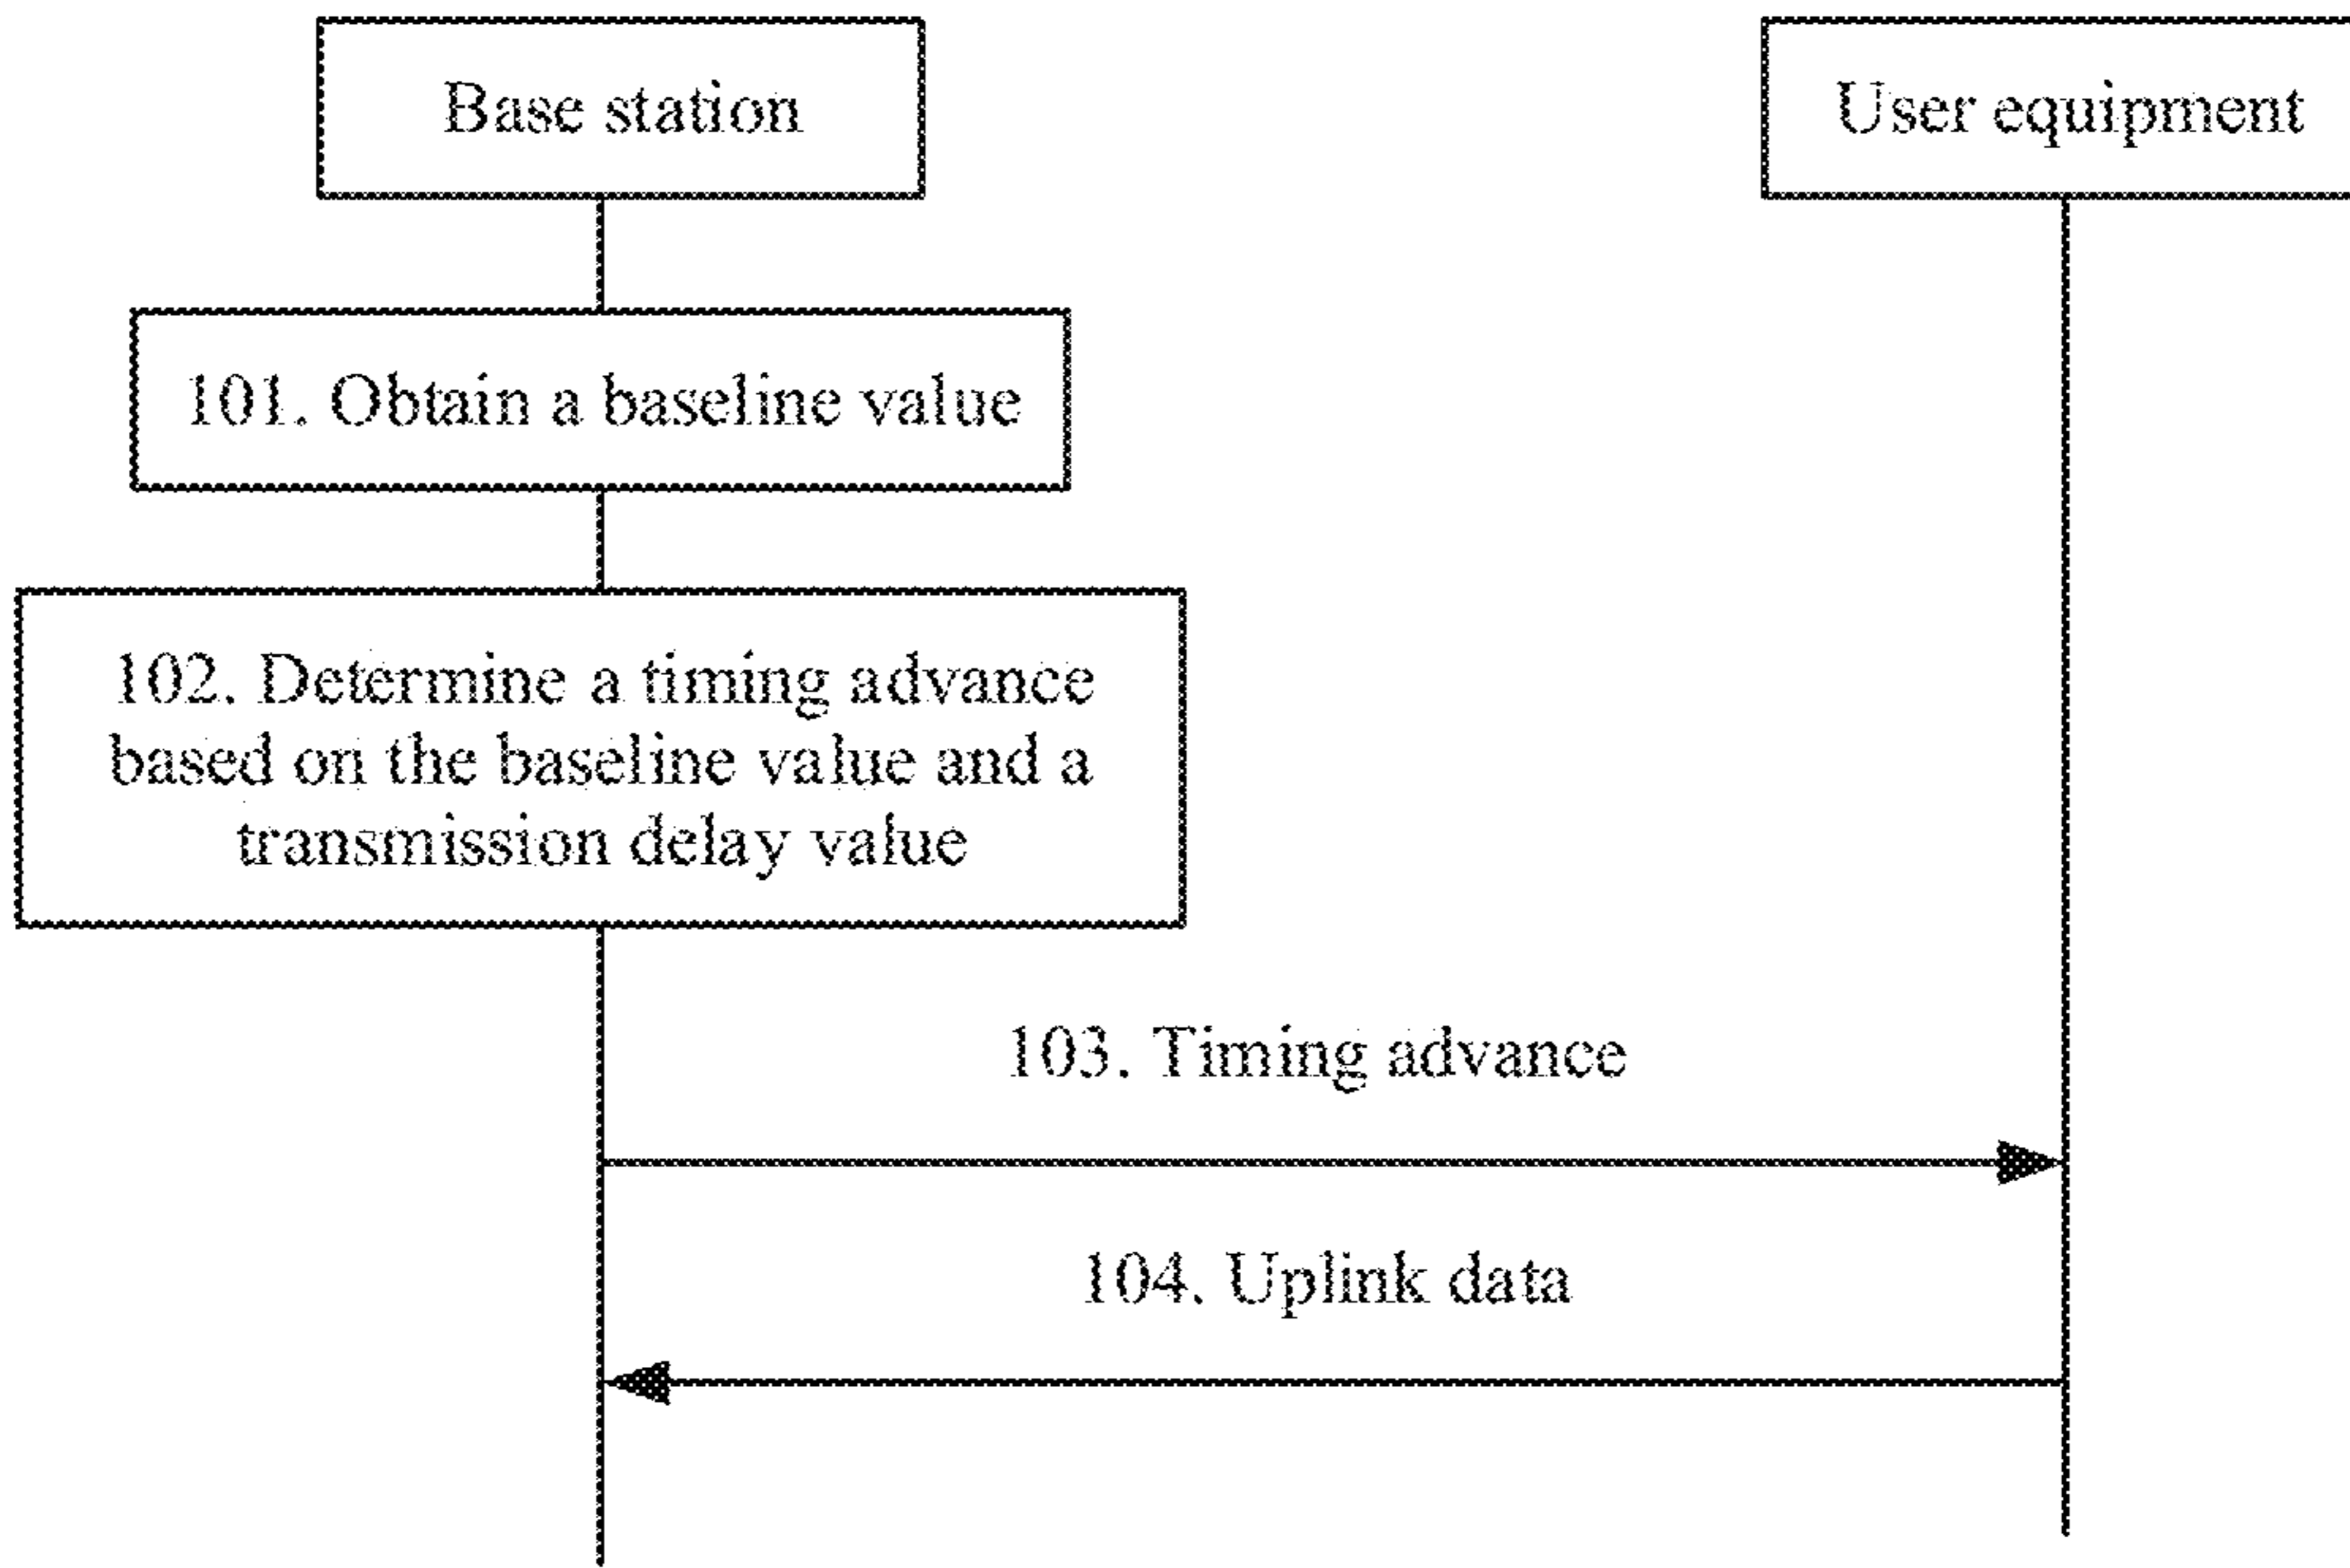 Base station
User equipment
101. Obtain a baseline value
102. Determine a timing advance
based on the baseline value and a
transmission delay value
103. Timing advance
104. Uplink data